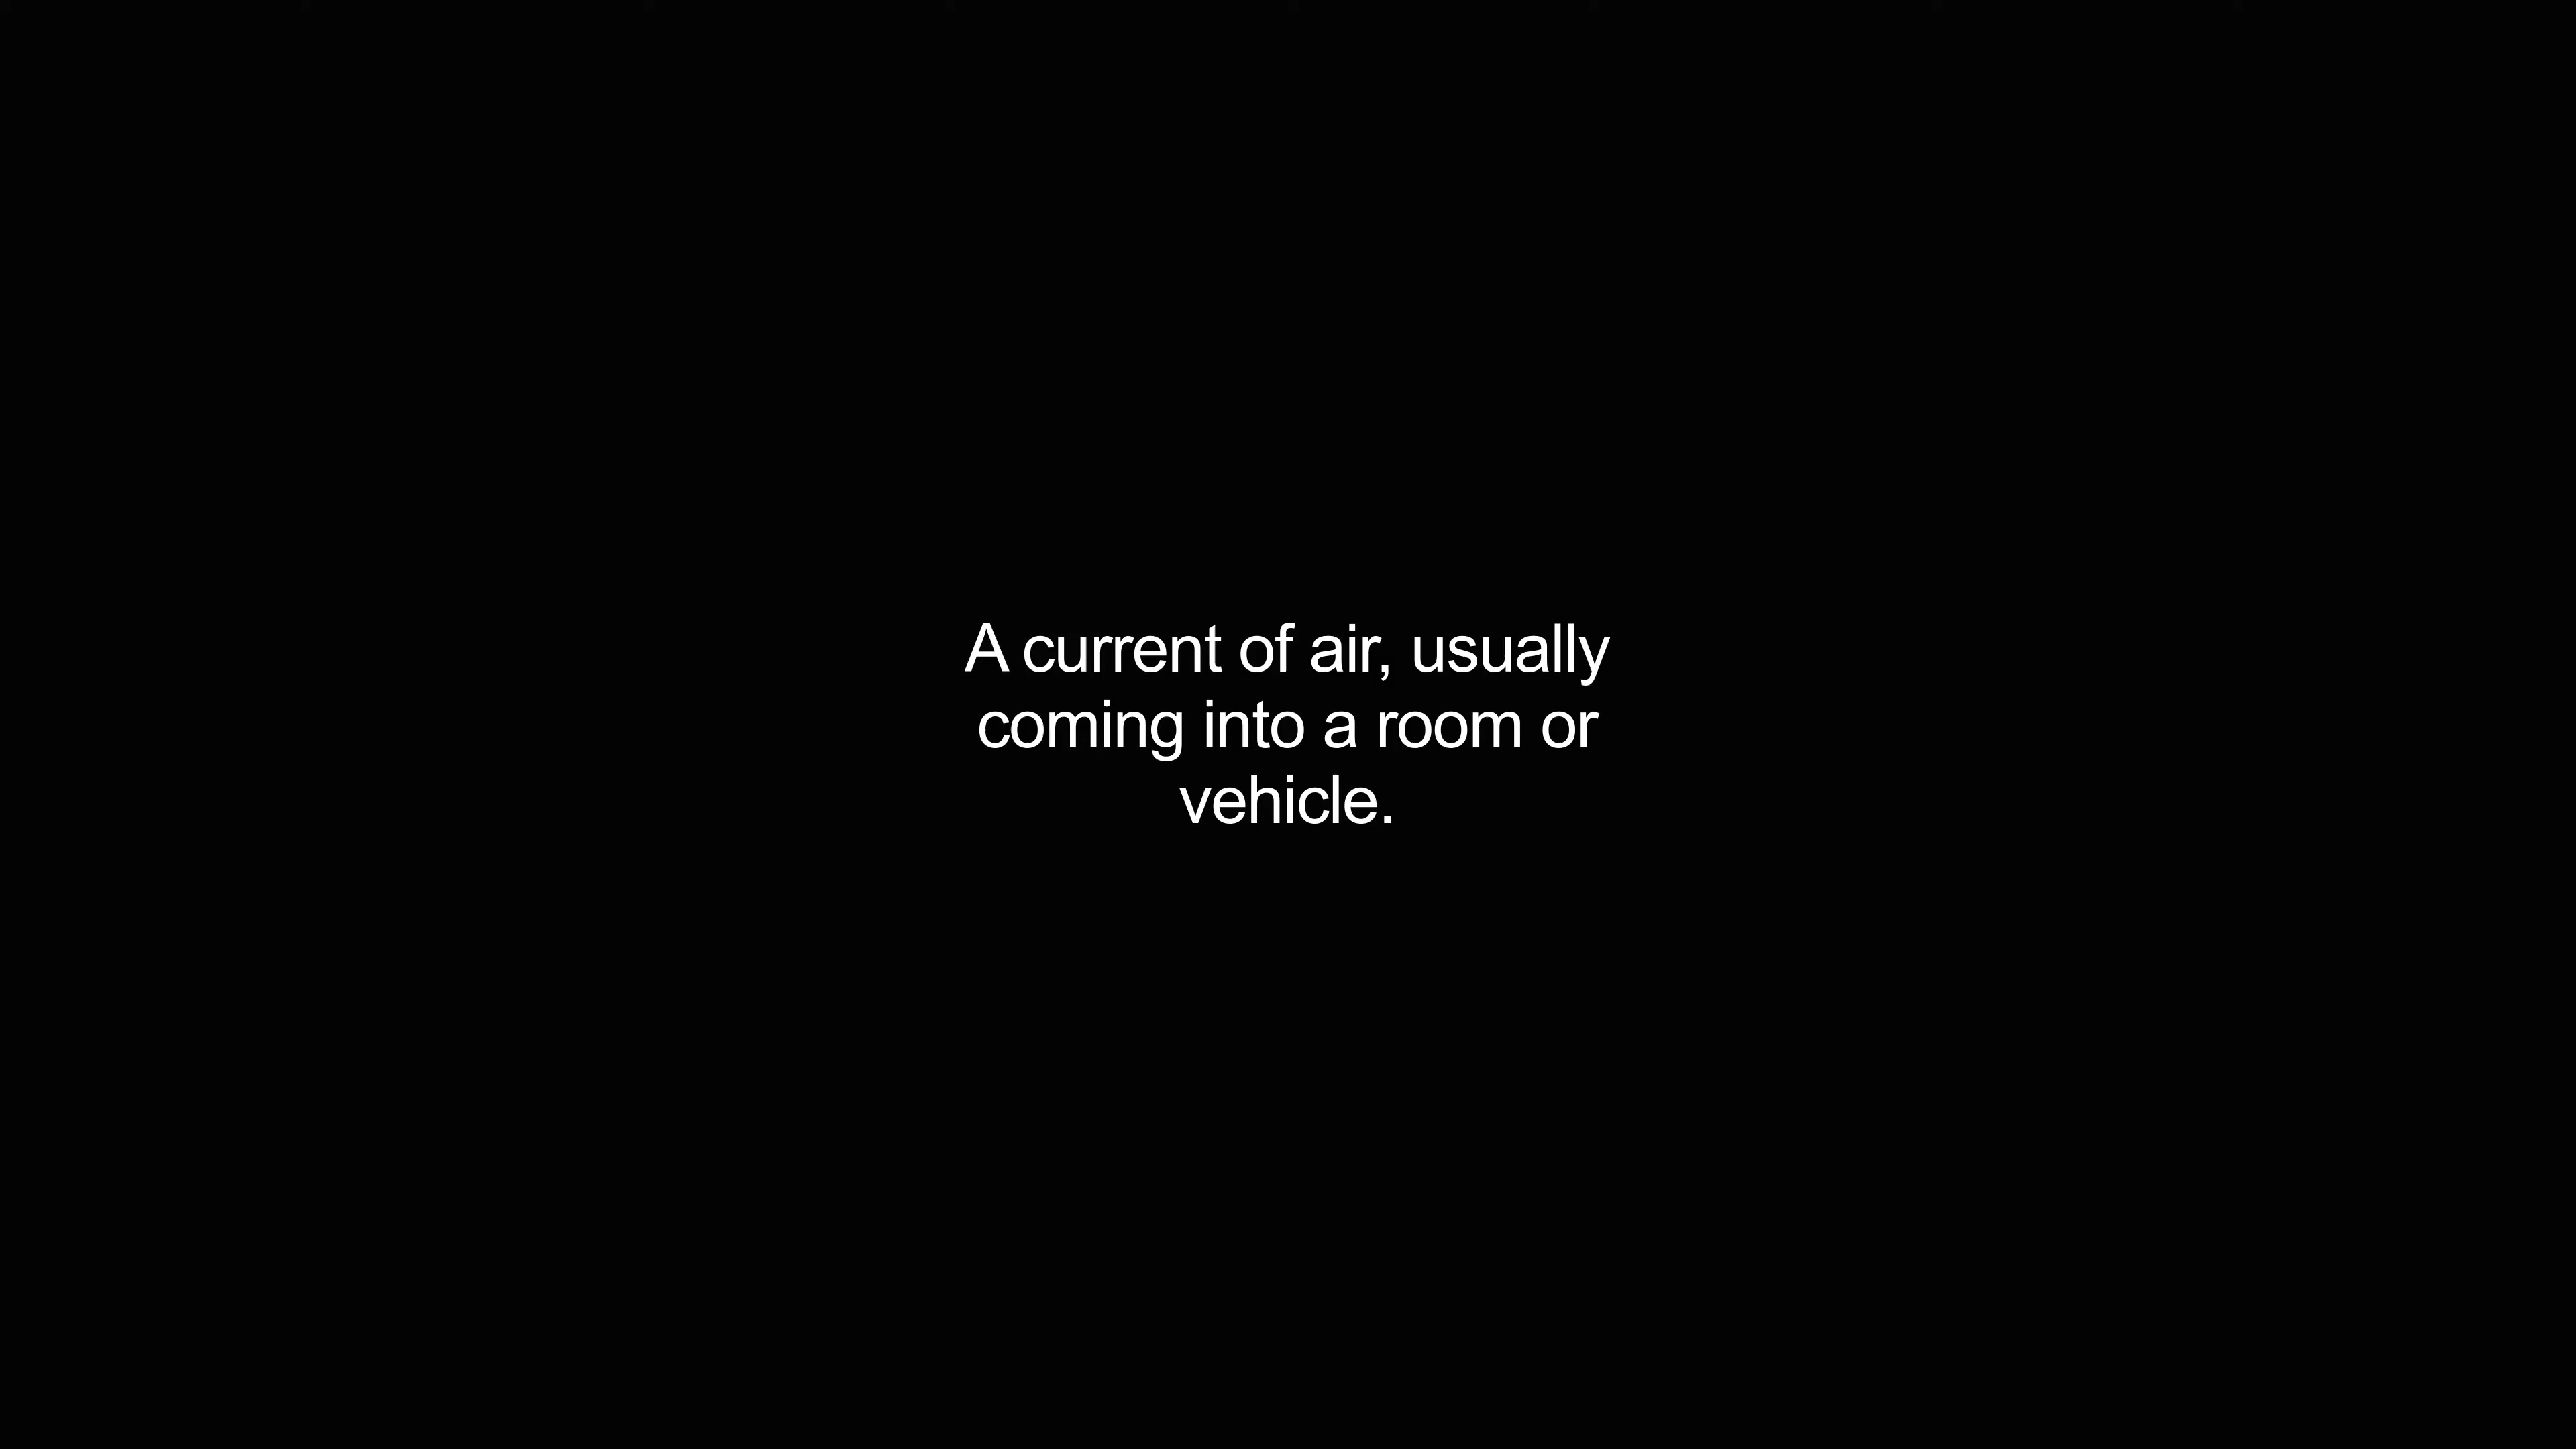 A current of air, usually
coming into a room or
vehicle.